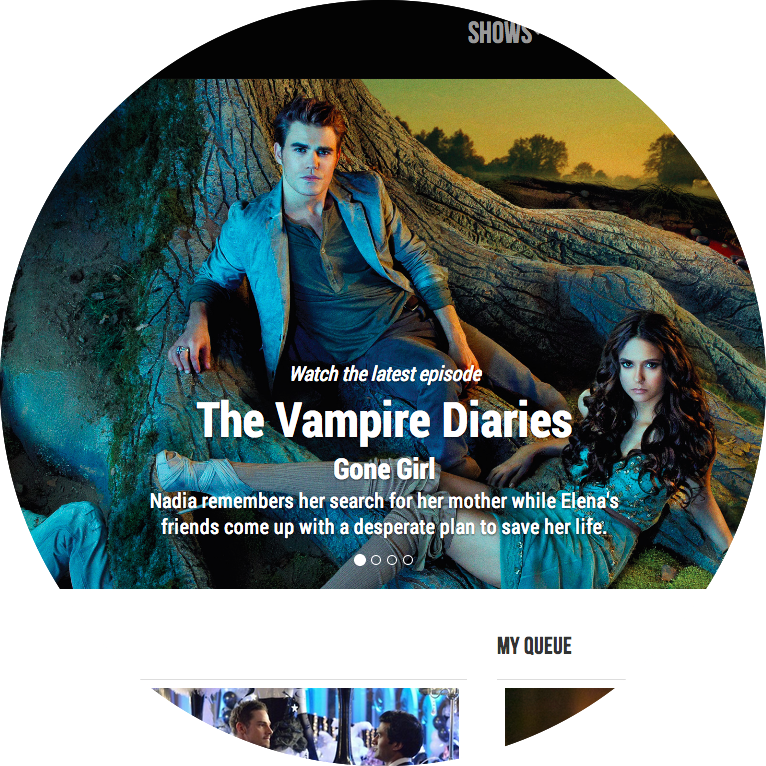 SHOWS
Watch the latest episode
The Vampire Diaries
Gone Girl
Nadia remembers her search for her mother while Elena's
friends come up with a desperate plan to save her life.
MY QUEUE